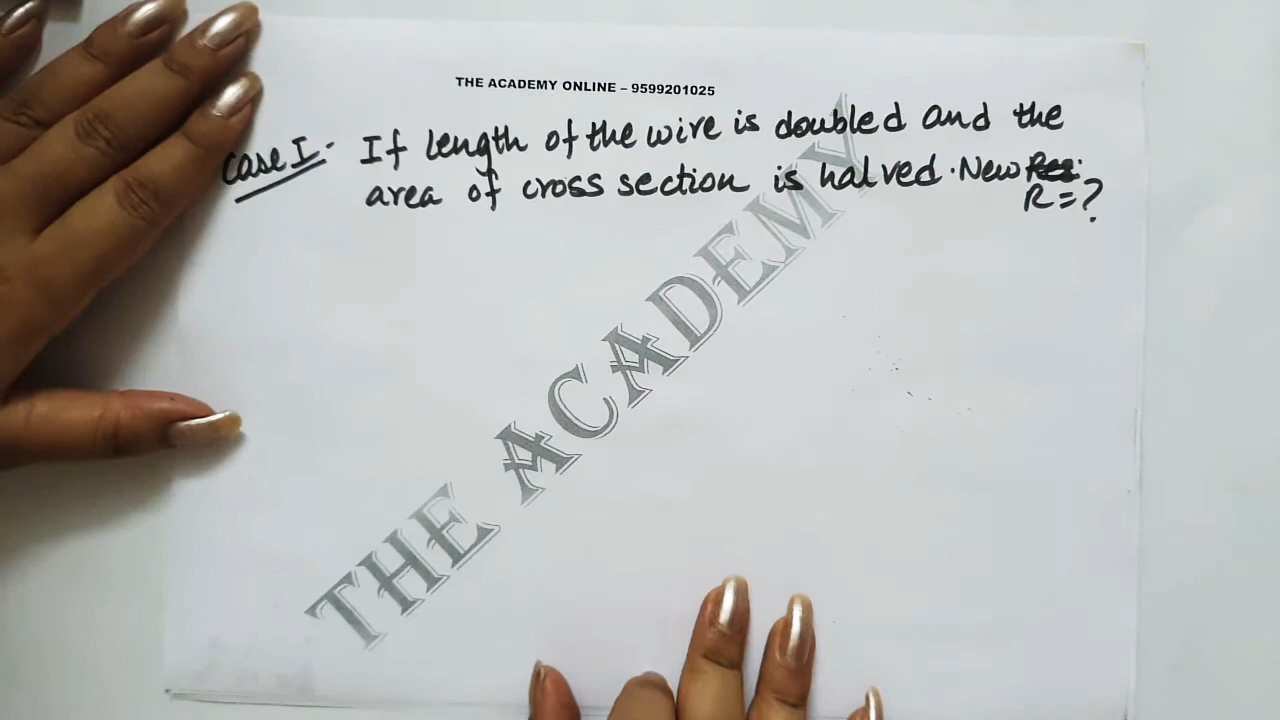 THE ACADEMY ONLINE – 9599201025
Case I:- If length of the wire is doubled and the
area of cross section is halved. New Res:
R = ?
THE ACADEMY